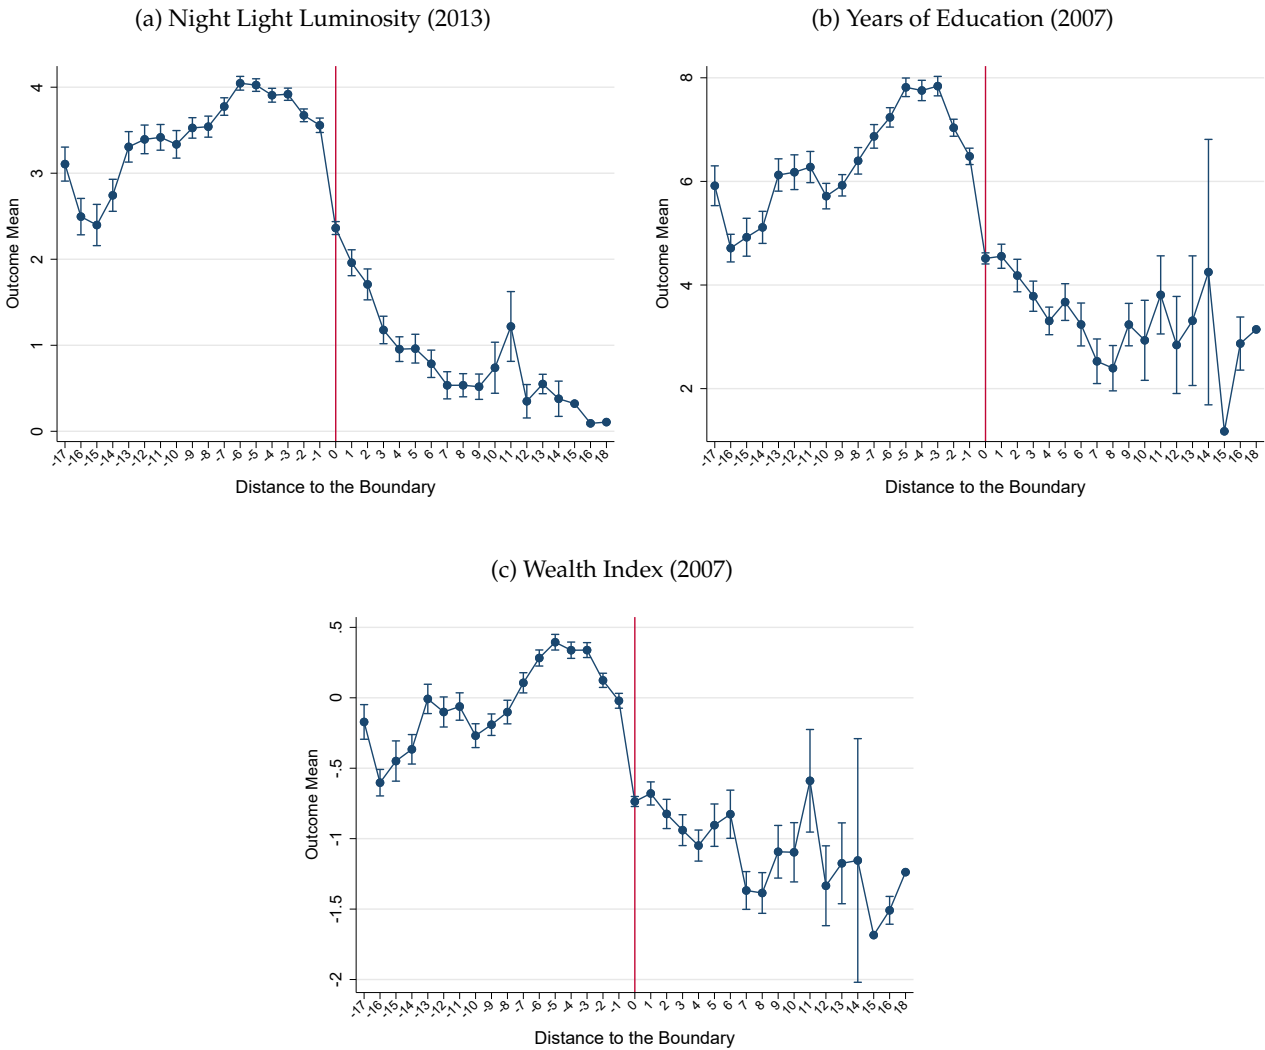 (a) Night Light Luminosity (2013)
4
3
2
1
0
Outcome Mean
-17 -16 -15 -14 -13 -12 -11 -10 -9 -8 -7 -6 -5 -4 -3 -2 -1 0 1 2 3 4 5 6 7 8 9 10 11 12 13 14 15 16 18
Distance to the Boundary
(b) Years of Education (2007)
8
6
4
2
Outcome Mean
-17 -16 -15 -14 -13 -12 -11 -10 -9 -8 -7 -6 -5 -4 -3 -2 -1 0 1 2 3 4 5 6 7 8 9 10 11 12 13 14 15 16 18
Distance to the Boundary
(c) Wealth Index (2007)
.5
0
-.5
-1
-1.5
-2
Outcome Mean
-17 -16 -15 -14 -13 -12 -11 -10 -9 -8 -7 -6 -5 -4 -3 -2 -1 0 1 2 3 4 5 6 7 8 9 10 11 12 13 14 15 16 18
Distance to the Boundary